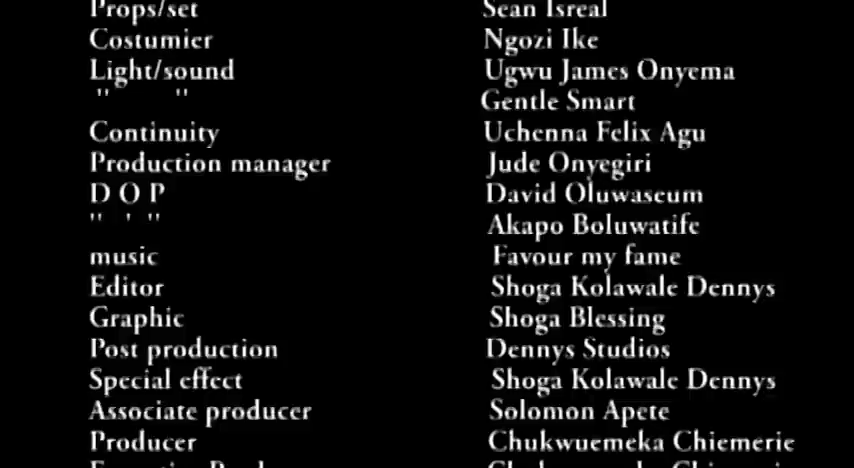 Props/set Sean Isreal
Costumier Ngozi Ike
Light/sound Ugwu James Onyema
" " Gentle Smart
Continuity Uchenna Felix Agu
Production manager Jude Onyegiri
D O P David Oluwaseum
" ' " Akapo Boluwatife
music Favour my fame
Editor Shoga Kolawale Dennys
Graphic Shoga Blessing
Post production Dennys Studios
Special effect Shoga Kolawale Dennys
Associate producer Solomon Apete
Producer Chukwuemeka Chiemerie